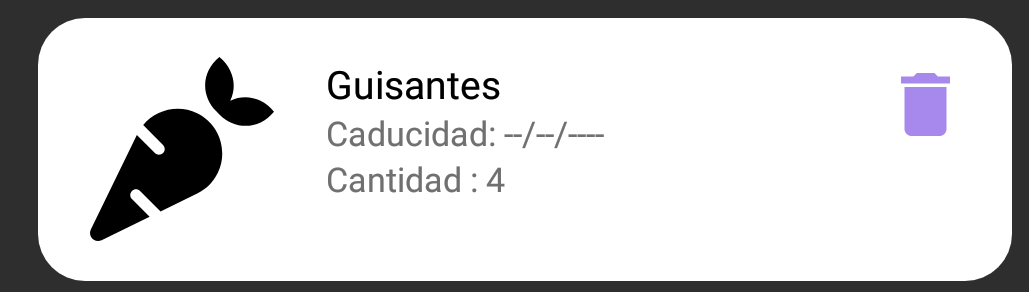 Guisantes
Caducidad: --/--/----
Cantidad : 4